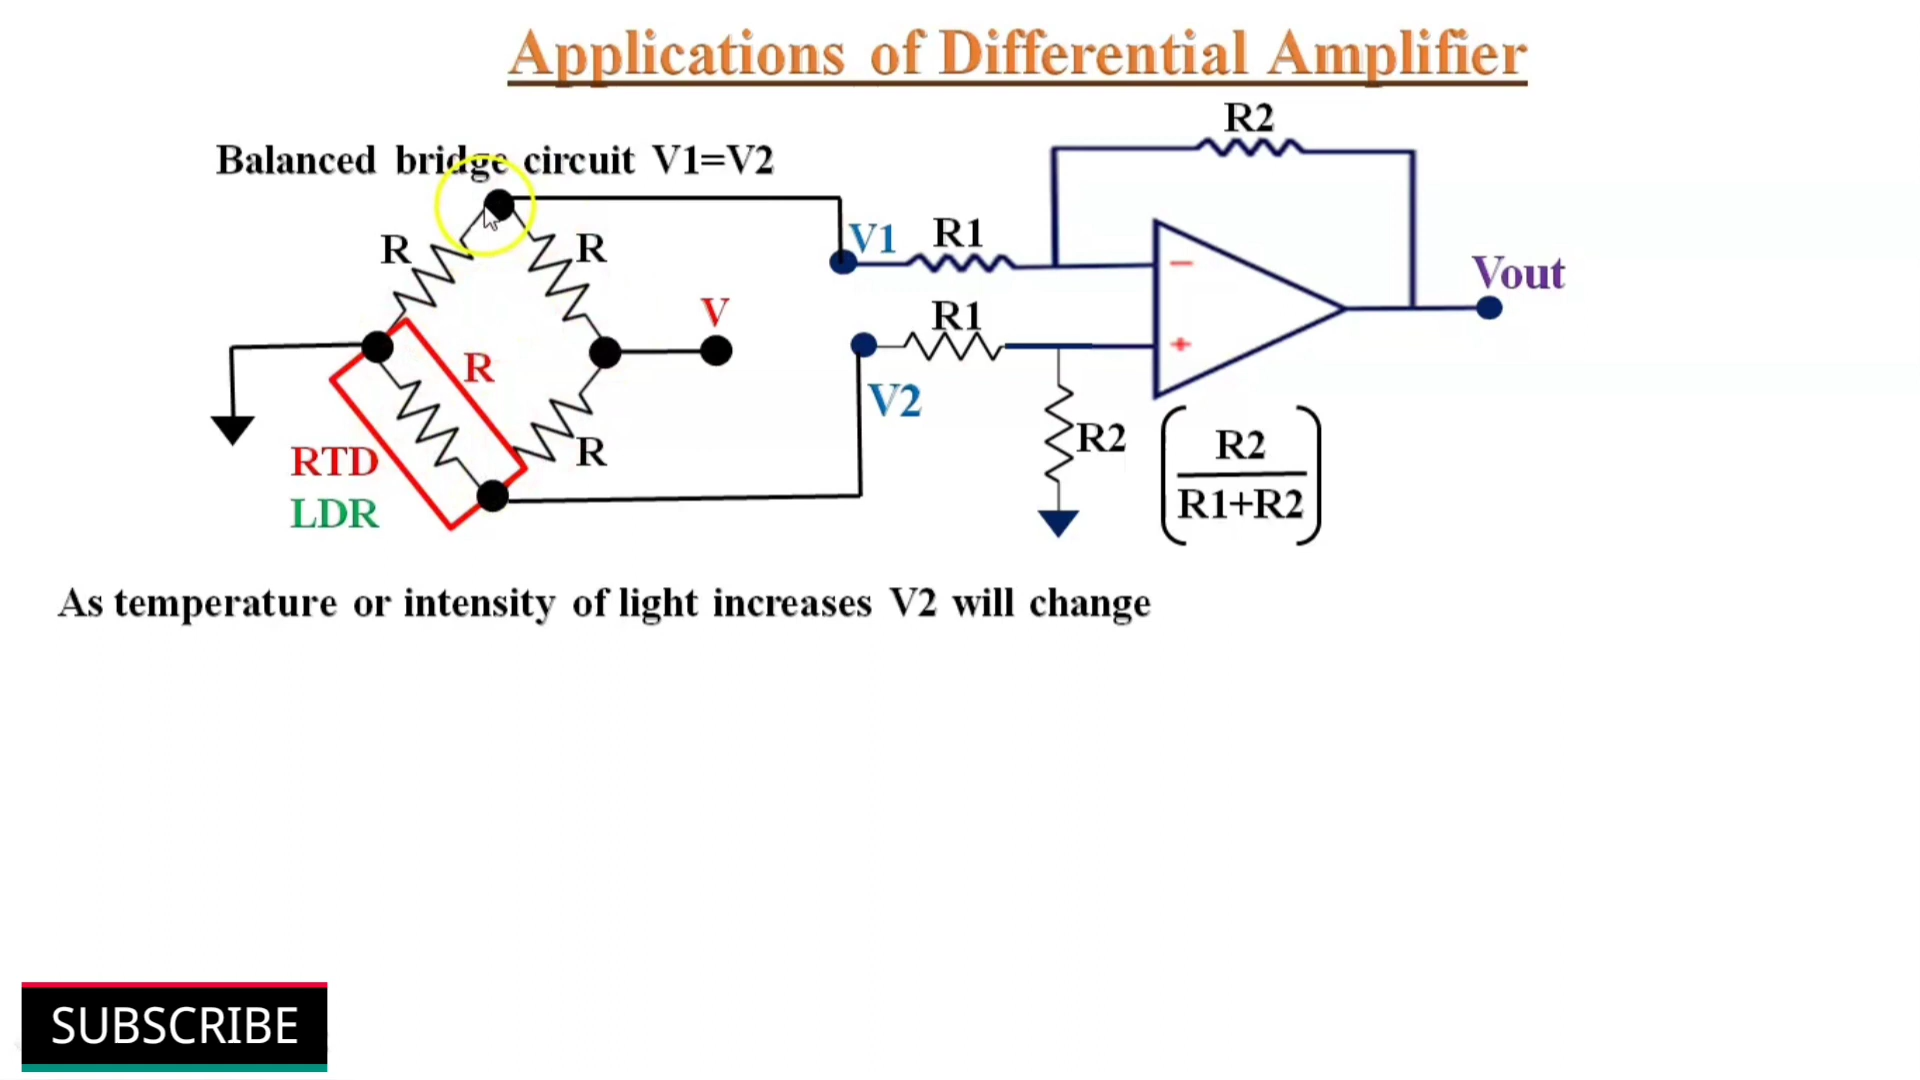 Applications of Differential Amplifier
R2
Balanced bridge circuit V1=V2
R
R
V1
R1
Vout
V
R1
R
V2
RTD
R
R2
R2
R1+R2
LDR
− 
+
As temperature or intensity of light increases V2 will change
SUBSCRIBE